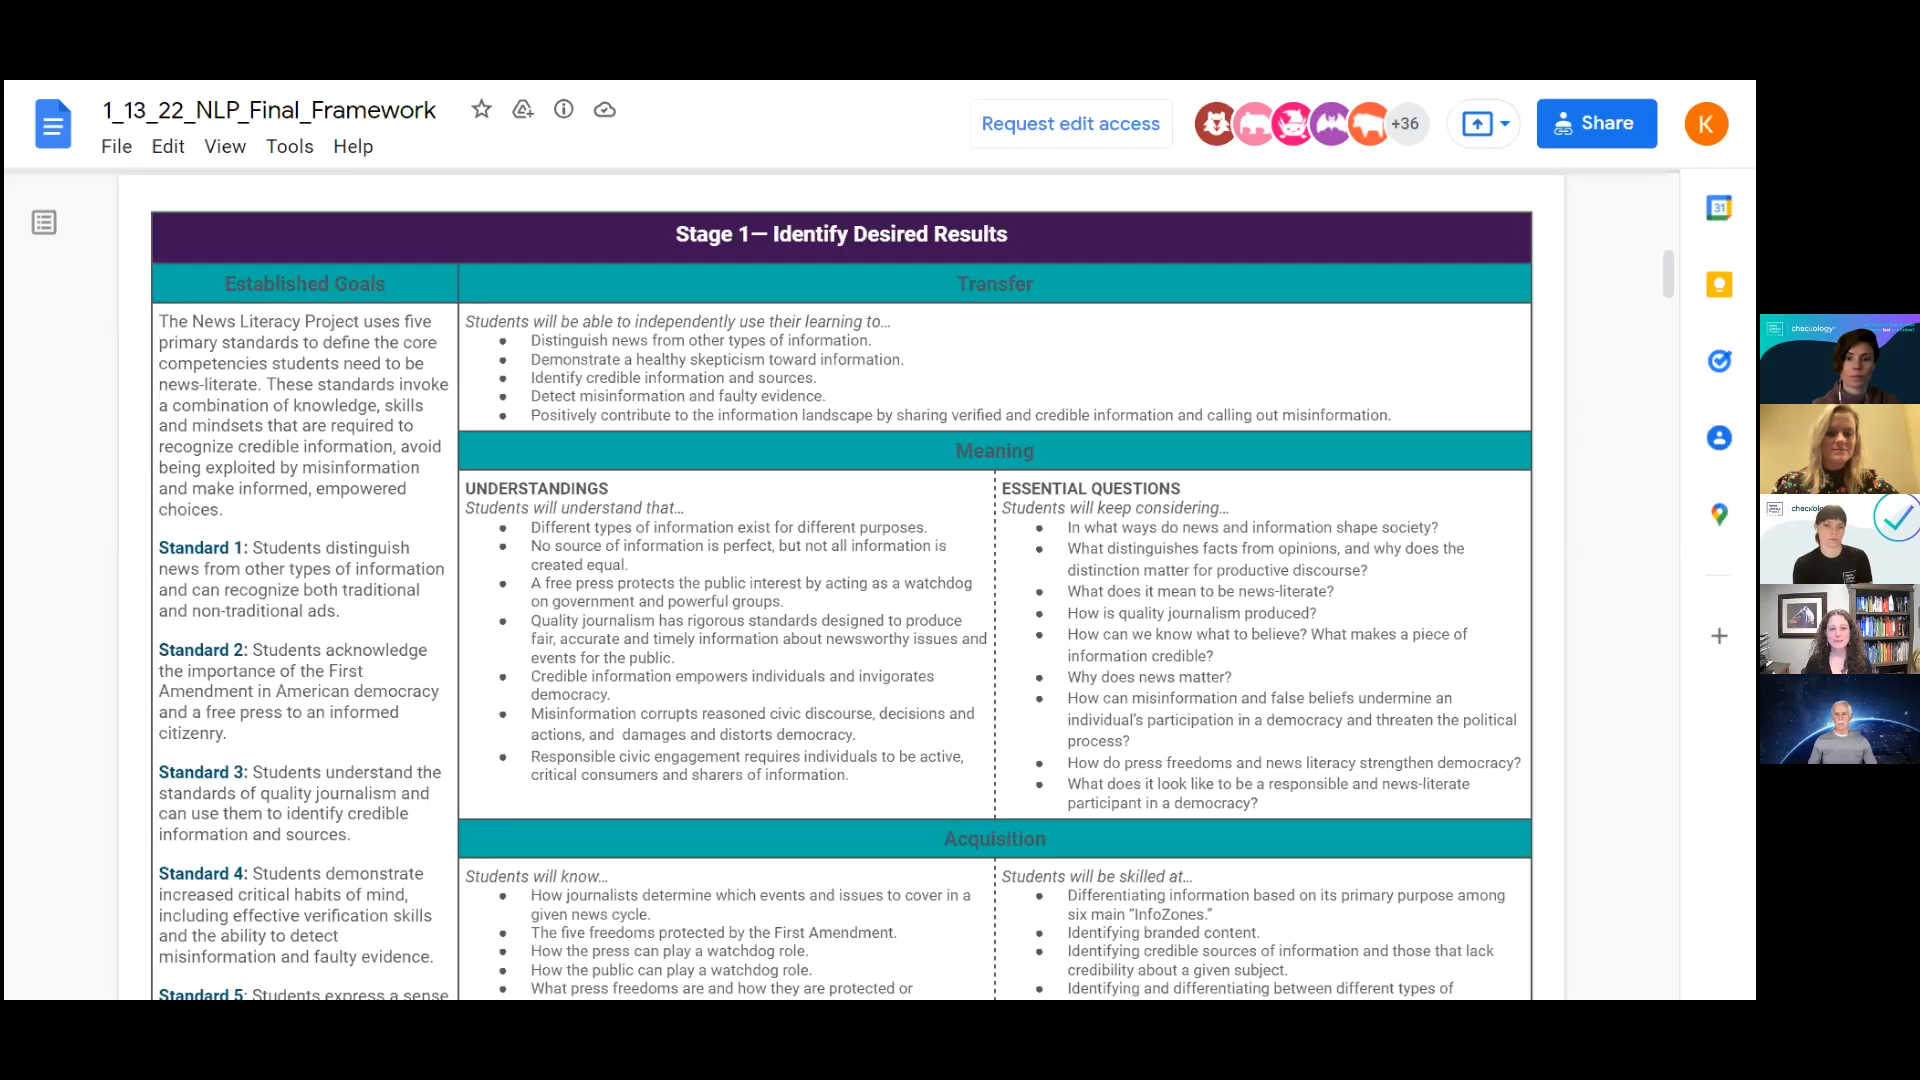 1_13_22_NLP_Final_Framework
File Edit View Tools Help
Request edit access
+36
Share
K
31
Stage 1— Identify Desired Results
Established Goals
The News Literacy Project uses five
primary standards to define the core
competencies students need to be
news-literate. These standards invoke
a combination of knowledge, skills
and mindsets that are required to
recognize credible information, avoid
being exploited by misinformation
and make informed, empowered
choices.
Standard 1: Students distinguish
news from other types of information
and can recognize both traditional
and non-traditional ads.
Standard 2: Students acknowledge
the importance of the First
Amendment in American democracy
and a free press to an informed
citizenry.
Standard 3: Students understand the
standards of quality journalism and
can use them to identify credible
information and sources.
Standard 4: Students demonstrate
increased critical habits of mind,
including effective verification skills
and the ability to detect
misinformation and faulty evidence.
Standard 5: Students express a sense
Transfer
Students will be able to independently use their learning to…
● Distinguish news from other types of information.
● Demonstrate a healthy skepticism toward information.
● Identify credible information and sources.
● Detect misinformation and faulty evidence.
● Positively contribute to the information landscape by sharing verified and credible information and calling out misinformation.
Meaning
UNDERSTANDINGS
Students will understand that…
● Different types of information exist for different purposes.
● No source of information is perfect, but not all information is
created equal.
● A free press protects the public interest by acting as a watchdog
on government and powerful groups.
● Quality journalism has rigorous standards designed to produce
fair, accurate and timely information about newsworthy issues and
events for the public.
● Credible information empowers individuals and invigorates
democracy.
● Misinformation corrupts reasoned civic discourse, decisions and
actions, and  damages and distorts democracy.
● Responsible civic engagement requires individuals to be active,
critical consumers and sharers of information.
ESSENTIAL QUESTIONS
Students will keep considering…
● In what ways do news and information shape society?
● What distinguishes facts from opinions, and why does the
distinction matter for productive discourse?
● What does it mean to be news-literate?
● How is quality journalism produced?
● How can we know what to believe? What makes a piece of
information credible?
● Why does news matter?
● How can misinformation and false beliefs undermine an
individual's participation in a democracy and threaten the political
process?
● How do press freedoms and news literacy strengthen democracy?
● What does it look like to be a responsible and news-literate
participant in a democracy?
Acquisition
Students will know…
● How journalists determine which events and issues to cover in a
given news cycle.
● The five freedoms protected by the First Amendment.
● How the press can play a watchdog role.
● How the public can play a watchdog role.
● What press freedoms are and how they are protected or
Students will be skilled at…
● Differentiating information based on its primary purpose among
six main “InfoZones.”
● Identifying branded content.
● Identifying credible sources of information and those that lack
credibility about a given subject.
● Identifying and differentiating between different types of
checkology